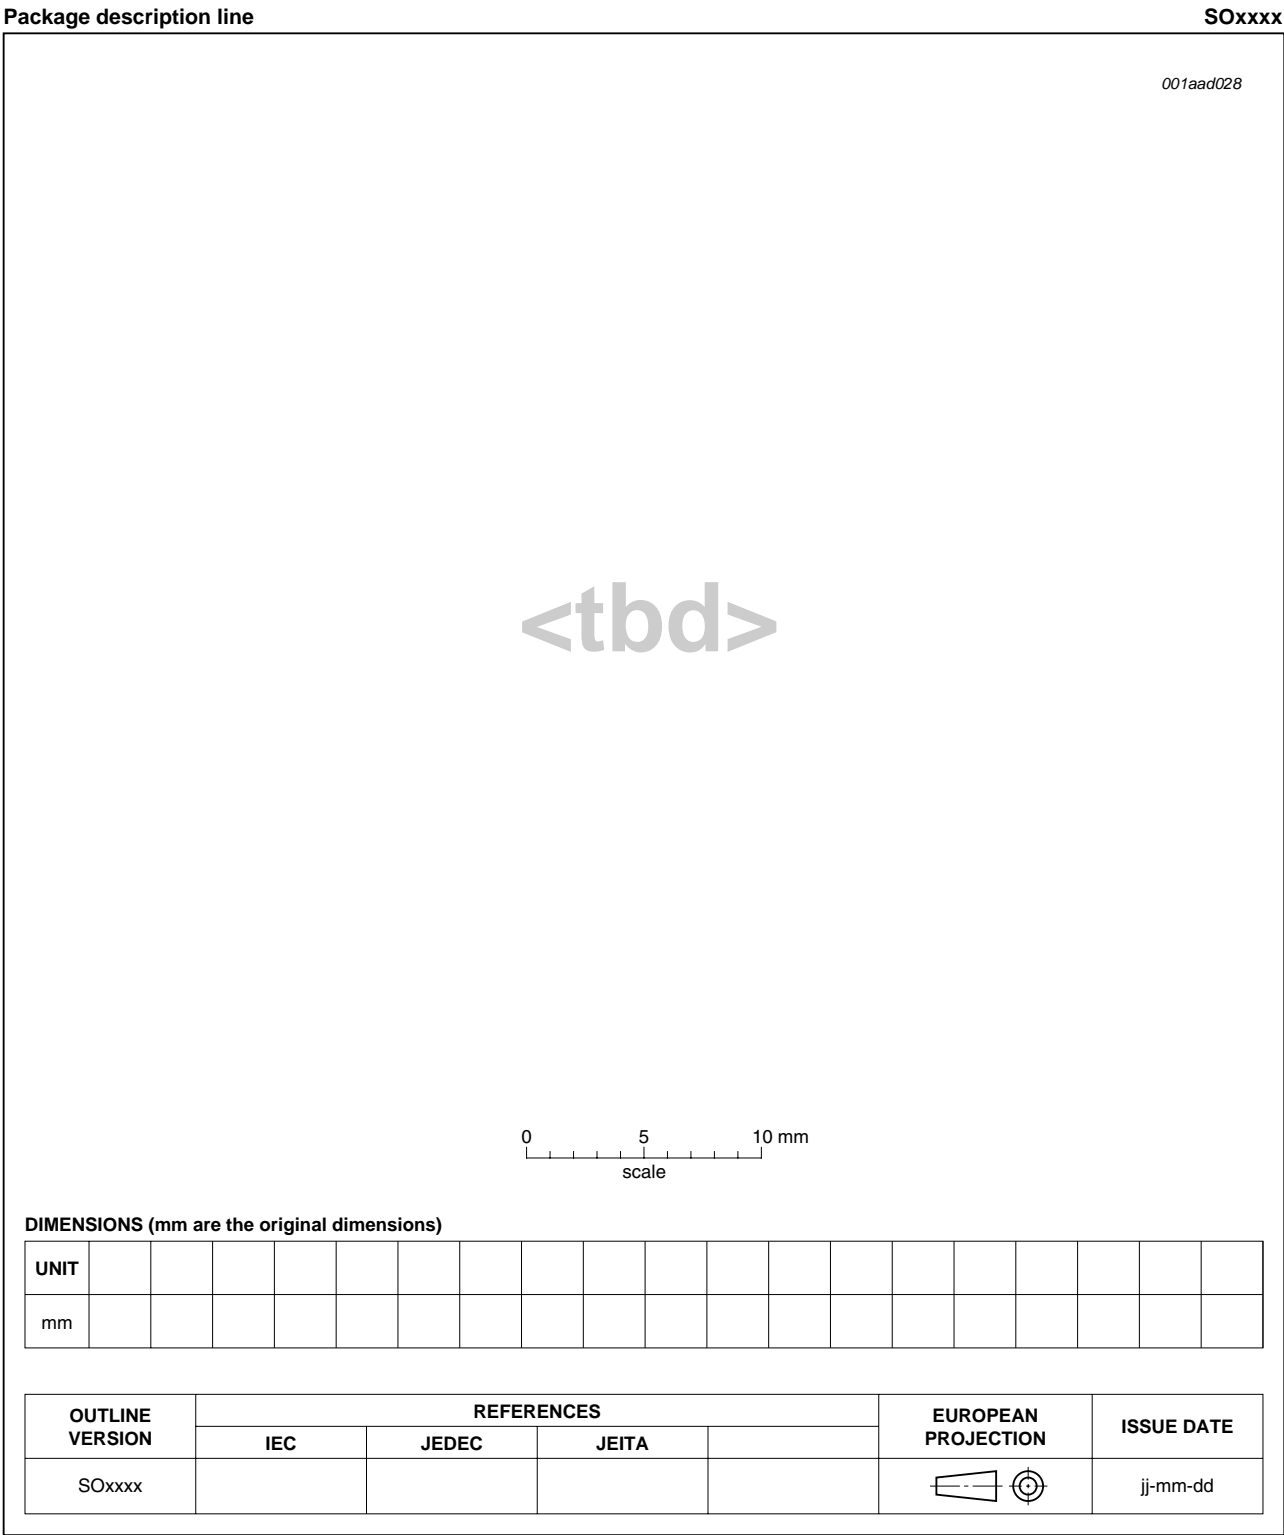 Package description line SOxxxx
001aad028
<tbd>
0 5 10 mm
scale
DIMENSIONS (mm are the original dimensions)
UNIT
mm
OUTLINE VERSION REFERENCES EUROPEAN PROJECTION ISSUE DATE
IEC JEDEC JEITA
SOxxxx jj-mm-dd